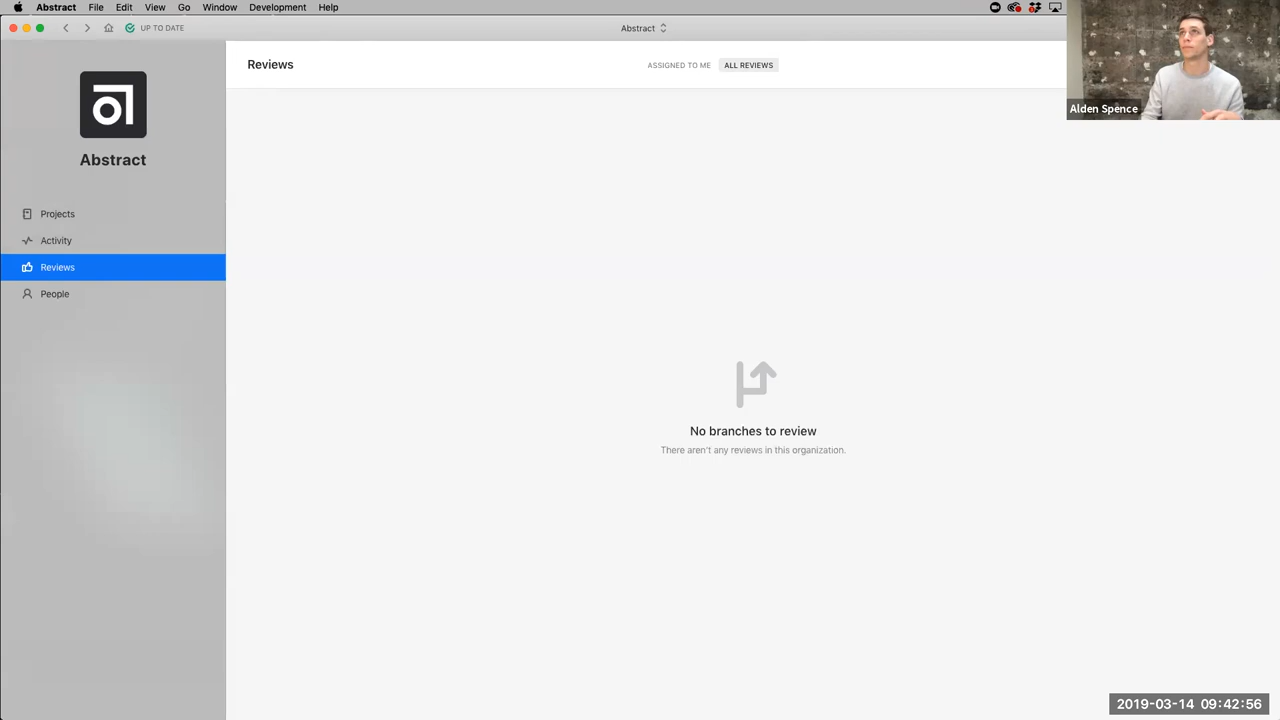 Abstract File Edit View Go Window Development Help
UP TO DATE
Abstract
Reviews
ASSIGNED TO ME ALL REVIEWS
Alden Spence
Abstract
Projects
Activity
Reviews
People
No branches to review
There aren't any reviews in this organization.
2019-03-14 09:42:56